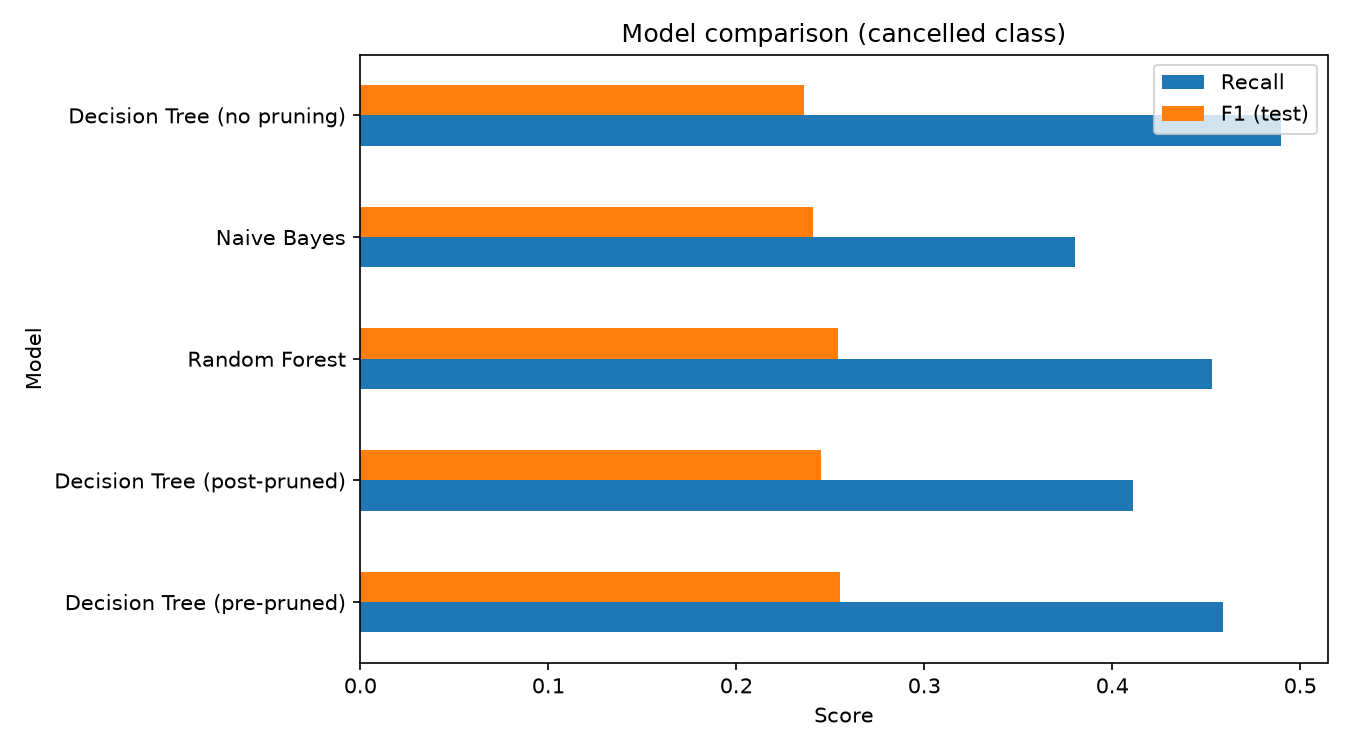 Model comparison (cancelled class)
Recall
F1 (test)
Decision Tree (no pruning)
Naive Bayes
Random Forest
Decision Tree (post-pruned)
Decision Tree (pre-pruned)
Model
0.0 0.1 0.2 0.3 0.4 0.5
Score